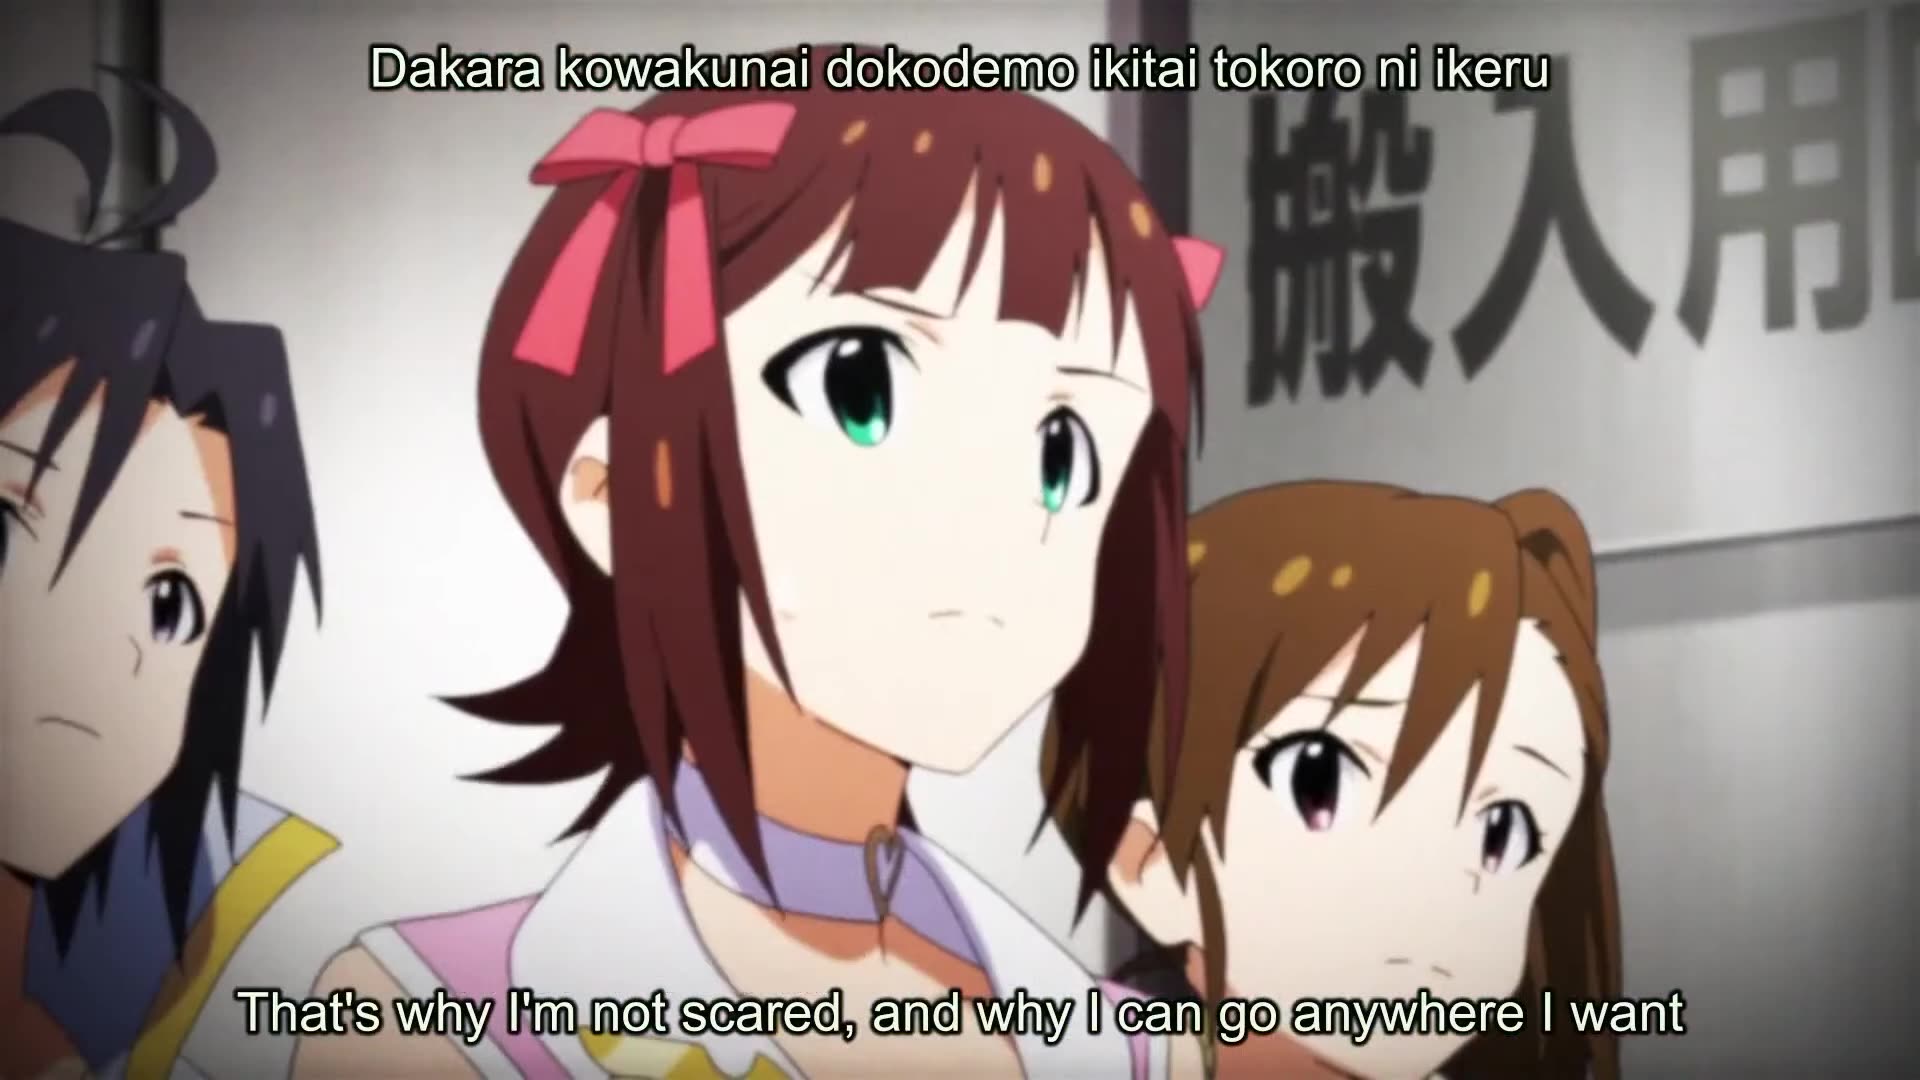 Dakara kowakunai dokodemo ikitai tokoro ni ikeru
搬入用
That's why I'm not scared, and why I can go anywhere I want